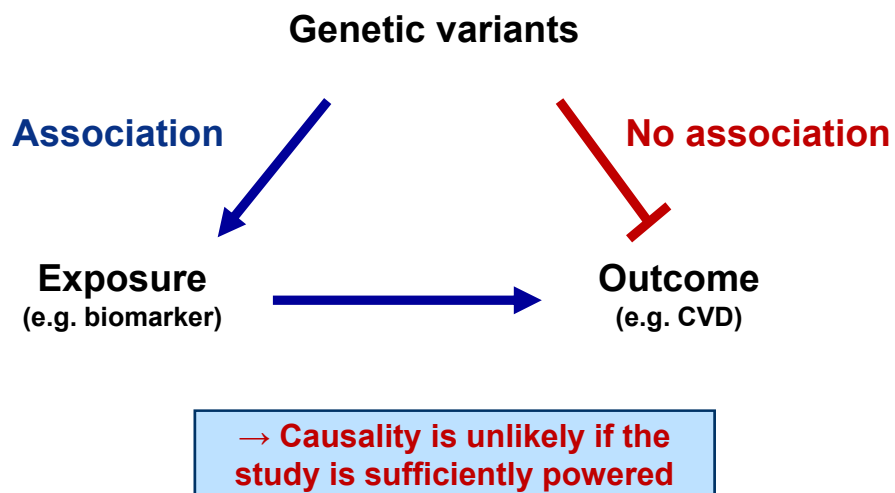 Genetic variants
Association
No association
Exposure
(e.g. biomarker)
Outcome
(e.g. CVD)
→ Causality is unlikely if the
study is sufficiently powered